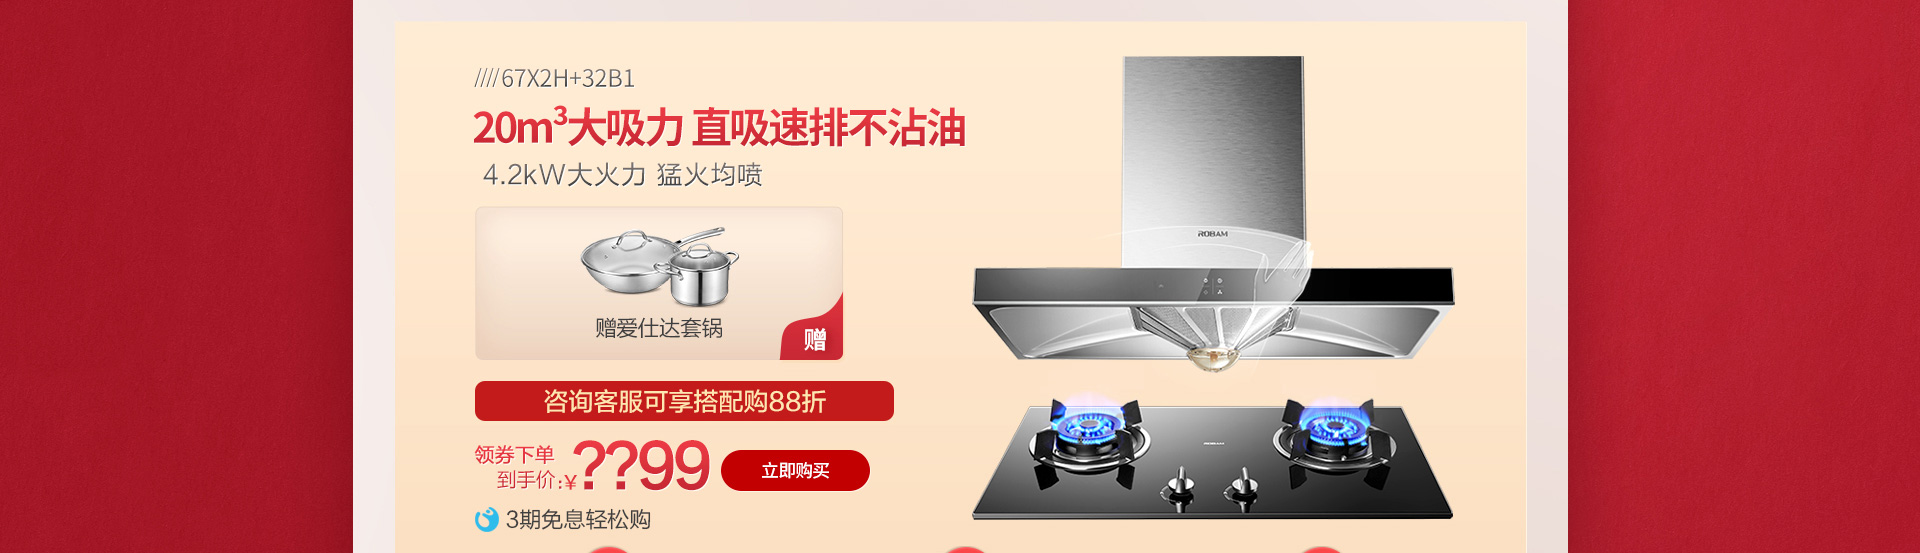 ////67X2H+32B1
20m³大吸力 直吸速排不沾油
4.2kW大火力 猛火均喷
赠爱仕达套锅
赠
咨询客服可享搭配购88折
领券下单
到手价:¥??99
立即购买
3期免息轻松购
ROBAM
ROBAM